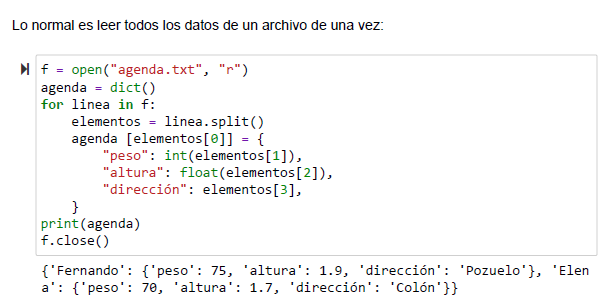 Lo normal es leer todos los datos de un archivo de una vez:
f = open("agenda.txt", "r")
agenda = dict()
for linea in f:
    elementos = linea.split()
    agenda [elementos[0]] = {
        "peso": int(elementos[1]),
        "altura": float(elementos[2]),
        "dirección": elementos[3],
    }
print(agenda)
f.close()
{'Fernando': {'peso': 75, 'altura': 1.9, 'dirección': 'Pozuelo'}, 'Elen
a': {'peso': 70, 'altura': 1.7, 'dirección': 'Colón'}}